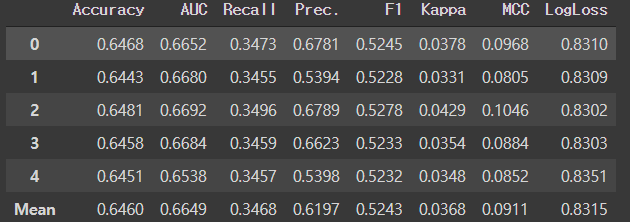 Accuracy AUC Recall Prec. F1 Kappa MCC LogLoss
0 0.6468 0.6652 0.3473 0.6781 0.5245 0.0378 0.0968 0.8310
1 0.6443 0.6680 0.3455 0.5394 0.5228 0.0331 0.0805 0.8309
2 0.6481 0.6692 0.3496 0.6789 0.5278 0.0429 0.1046 0.8302
3 0.6458 0.6684 0.3459 0.6623 0.5233 0.0354 0.0884 0.8303
4 0.6451 0.6538 0.3457 0.5398 0.5232 0.0348 0.0852 0.8351
Mean 0.6460 0.6649 0.3468 0.6197 0.5243 0.0368 0.0911 0.8315